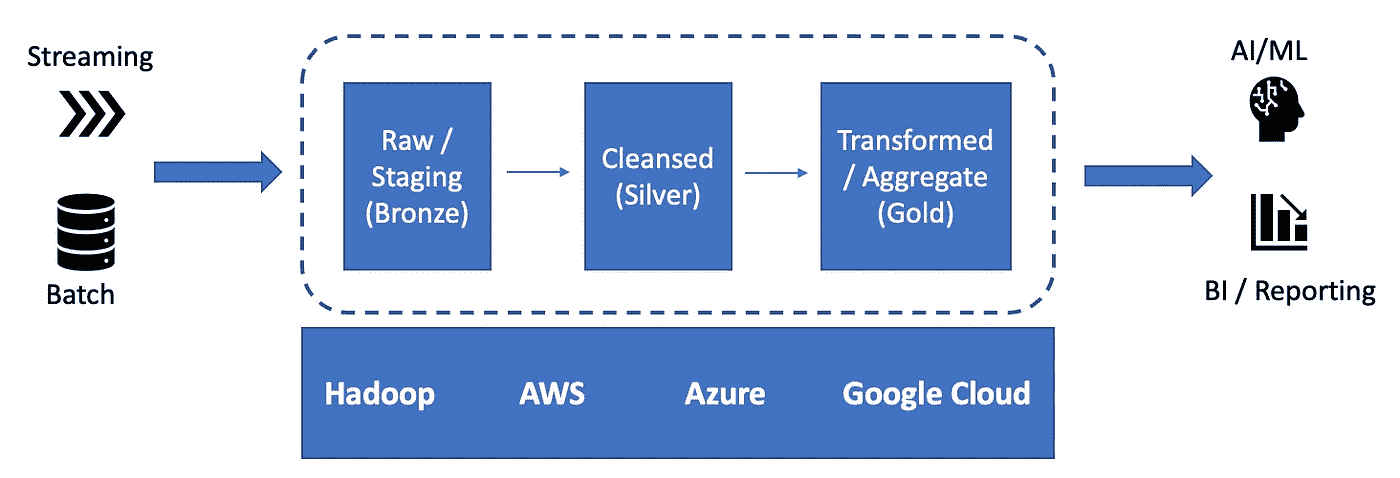 Streaming
Batch
Raw /
Staging
(Bronze)
Cleansed
(Silver)
Transformed
/ Aggregate
(Gold)
AI/ML
BI / Reporting
Hadoop AWS Azure Google Cloud